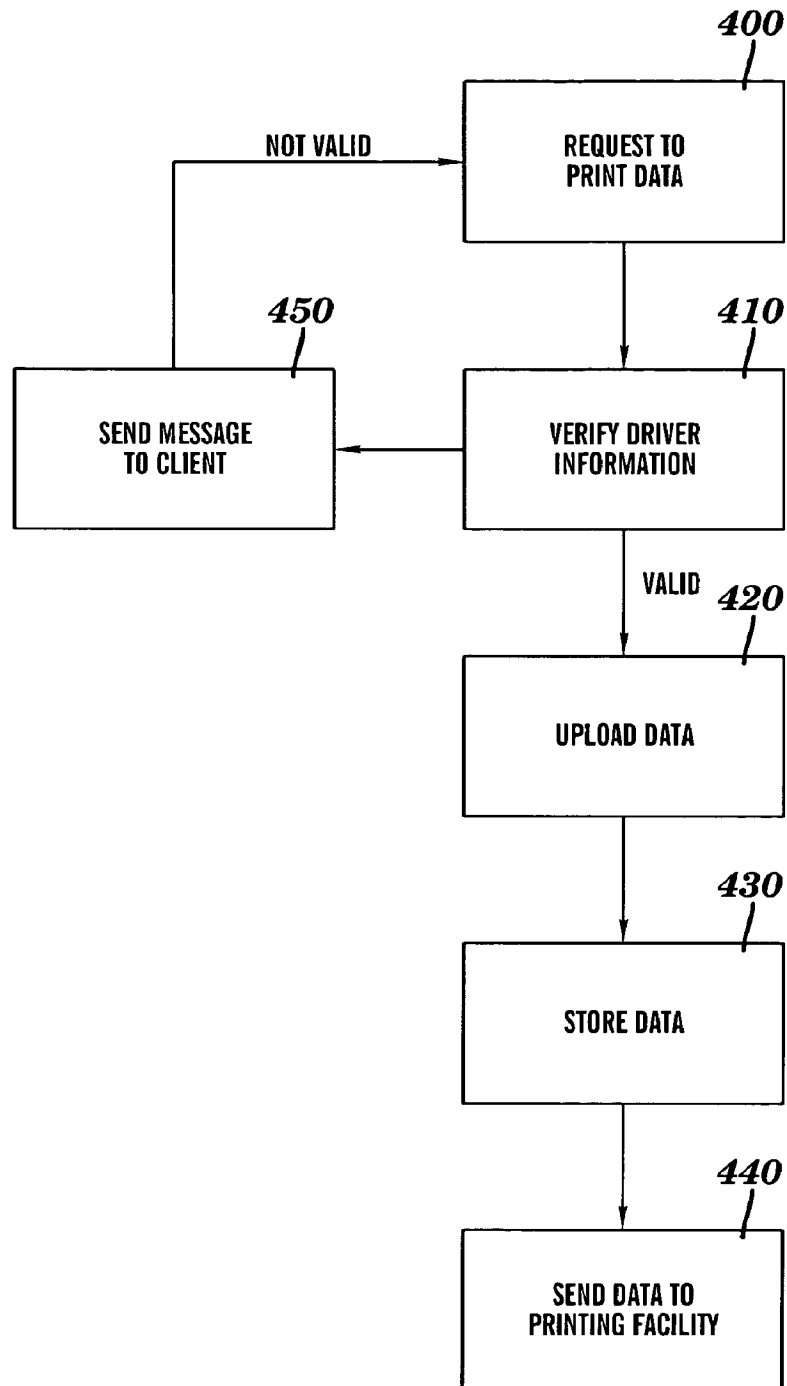 400
NOT VALID
REQUEST TO
PRINT DATA
450
410
SEND MESSAGE
TO CLIENT
VERIFY DRIVER
INFORMATION
VALID
420
UPLOAD DATA
430
STORE DATA
440
SEND DATA TO
PRINTING FACILITY